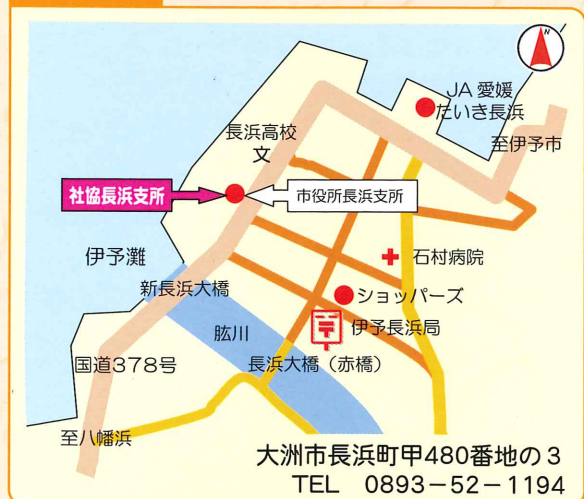 N
JA 愛媛
たいき長浜
長浜高校
文
至伊予市
社協長浜支所
市役所長浜支所
伊予灘
石村病院
新長浜大橋
ショッパーズ
肱川
〒
伊予長浜局
国道378号
長浜大橋（赤橋）
至八幡浜
大洲市長浜町甲480番地の3
TEL 0893-52-1194